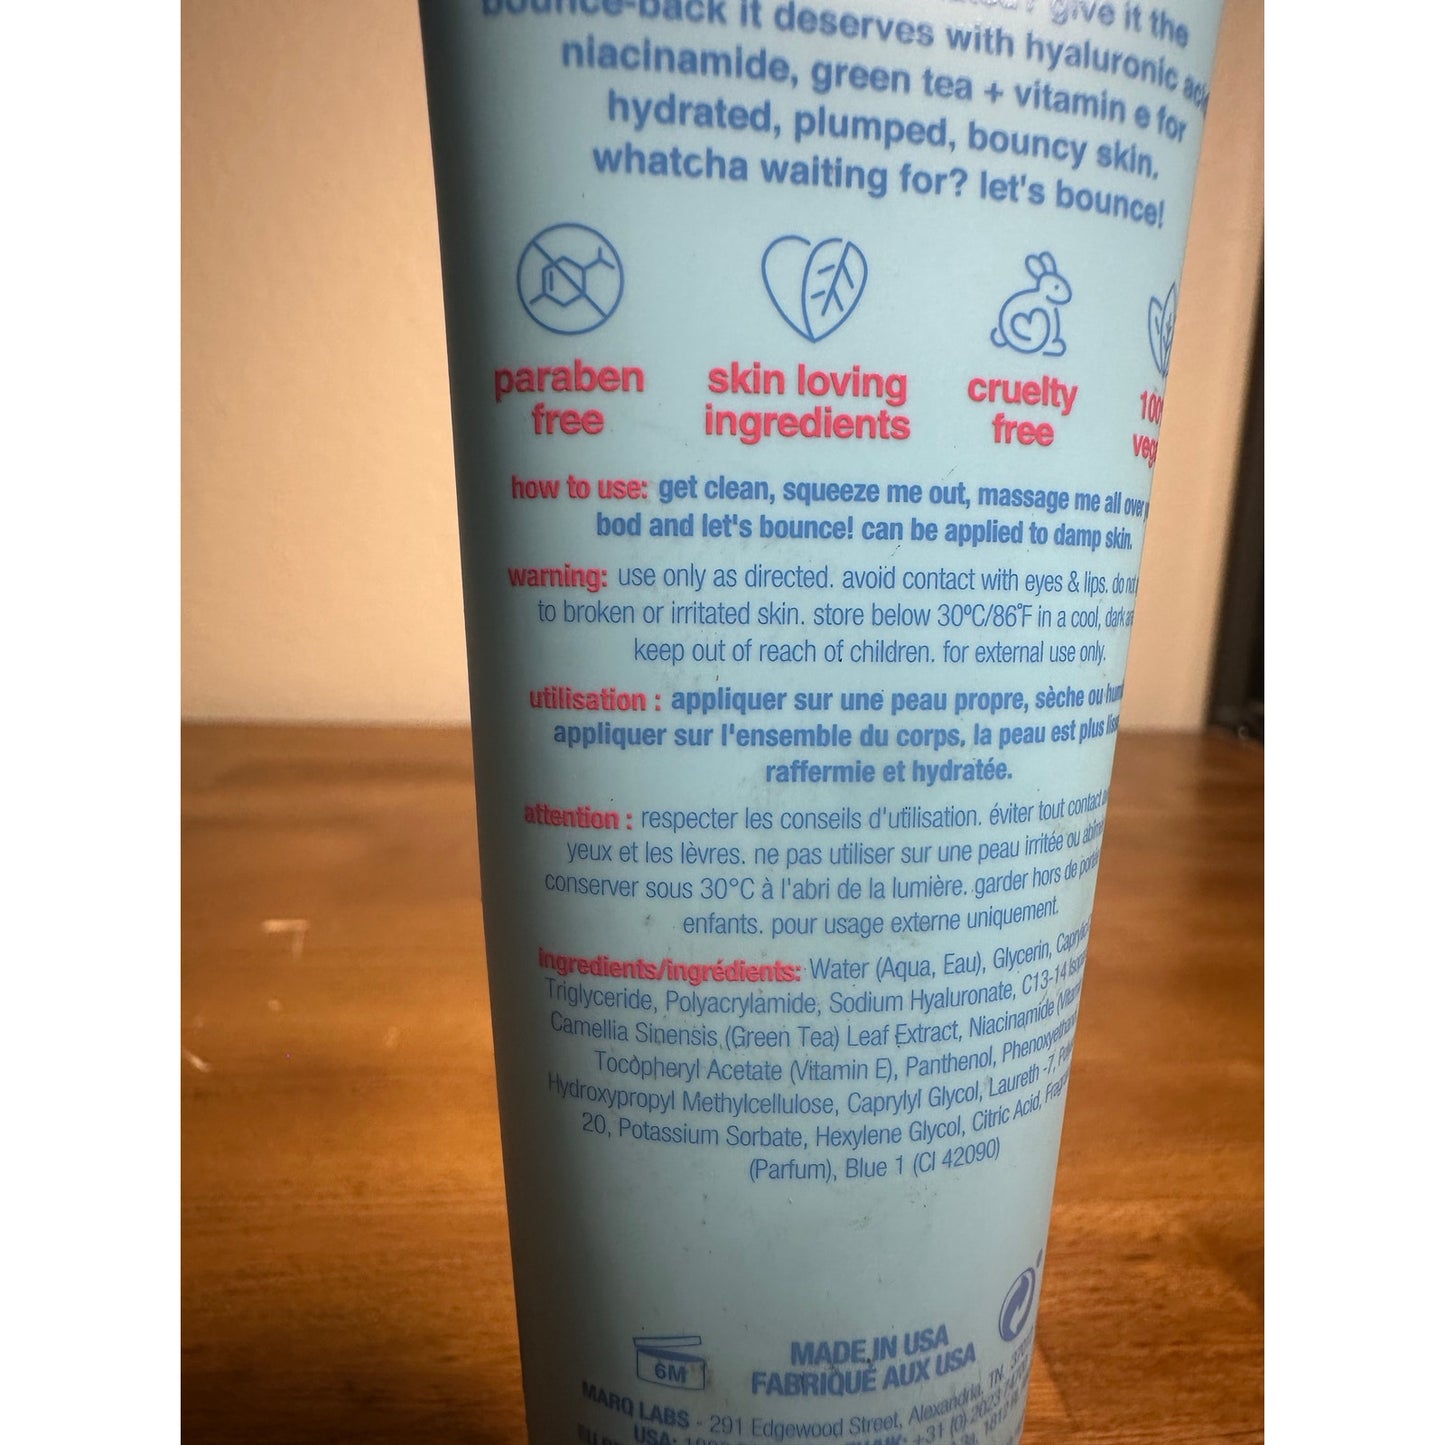 give it the
bounce-back it deserves with hyaluronic
niacinamide, green tea + vitamin e for
hydrated, plumped, bouncy skin.
whatcha waiting for? let's bounce!
paraben
free
skin loving
ingredients
cruelty
free
how to use: get clean, squeeze me out, massage me all over
bod and let's bounce! can be applied to damp skin.
warning: use only as directed. avoid contact with eyes & lips. do not
to broken or irritated skin. store below 30ºC/86˚F in a cool, dark
keep out of reach of children. for external use only.
utilisation : appliquer sur une peau propre, sèche ou
appliquer sur l'ensemble du corps. la peau est plus
raffermie et hydratée.
attention : respecter les conseils d'utilisation. éviter tout contact
yeux et les lèvres. ne pas utiliser sur une peau irritée ou
conserver sous 30°C à l'abri de la lumière. garder hors de
enfants. pour usage externe uniquement.
ingredients/ingrédients: Water (Aqua, Eau), Glycerin,
Triglyceride, Polyacrylamide, Sodium Hyaluronate, C13-14
Camellia Sinensis (Green Tea) Leaf Extract, Niacinamide
Tocopheryl Acetate (Vitamin E), Panthenol,
Hydroxypropyl Methylcellulose, Caprylyl Glycol, Laureth -7,
20, Potassium Sorbate, Hexylene Glycol, Citric Acid,
(Parfum), Blue 1 (CI 42090)
6M
MADE IN USA
FABRIQUÉ AUX USA
MARQ LABS - 291 Edgewood Street, Alexandria, TN
USA: